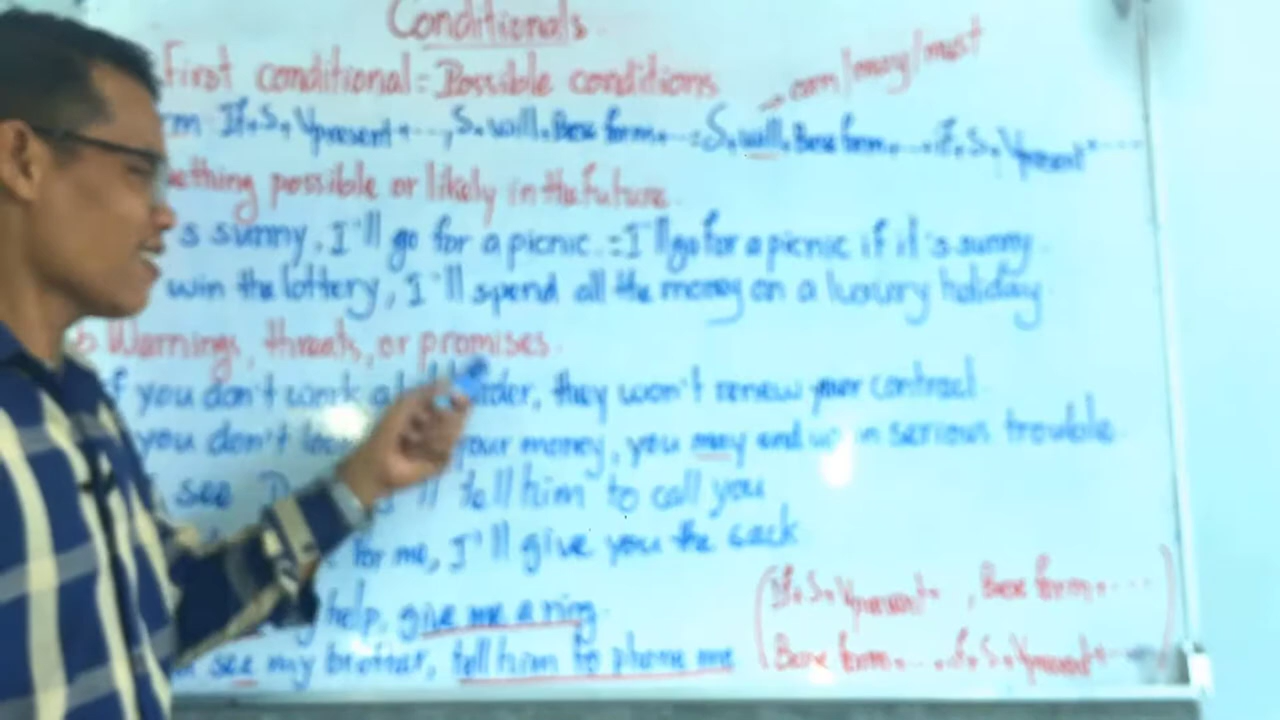 Conditionals
First conditional = Possible conditions can/may/must
If + S + Vpresent + ..., S + will + Base form + ... = S + will + Base form + ... if + S + Vpresent + ...
possible or likely in the future.
's sunny, I'll go for a picnic. = I'll go for a picnic if it's sunny.
win the lottery, I'll spend all the money on a luxury holiday.
Warnings, threats, or promises.
if you don't work a harder, they won't renew your contract
you don't your money, you may end up in serious trouble.
see 'll tell him to call you
for me, I'll give you the sack
help, give me a ring.
see my brother, tell him to phone me
(If + S + Vpresent + , Base form + ...
Base form + ... if + S + Vpresent + ...)